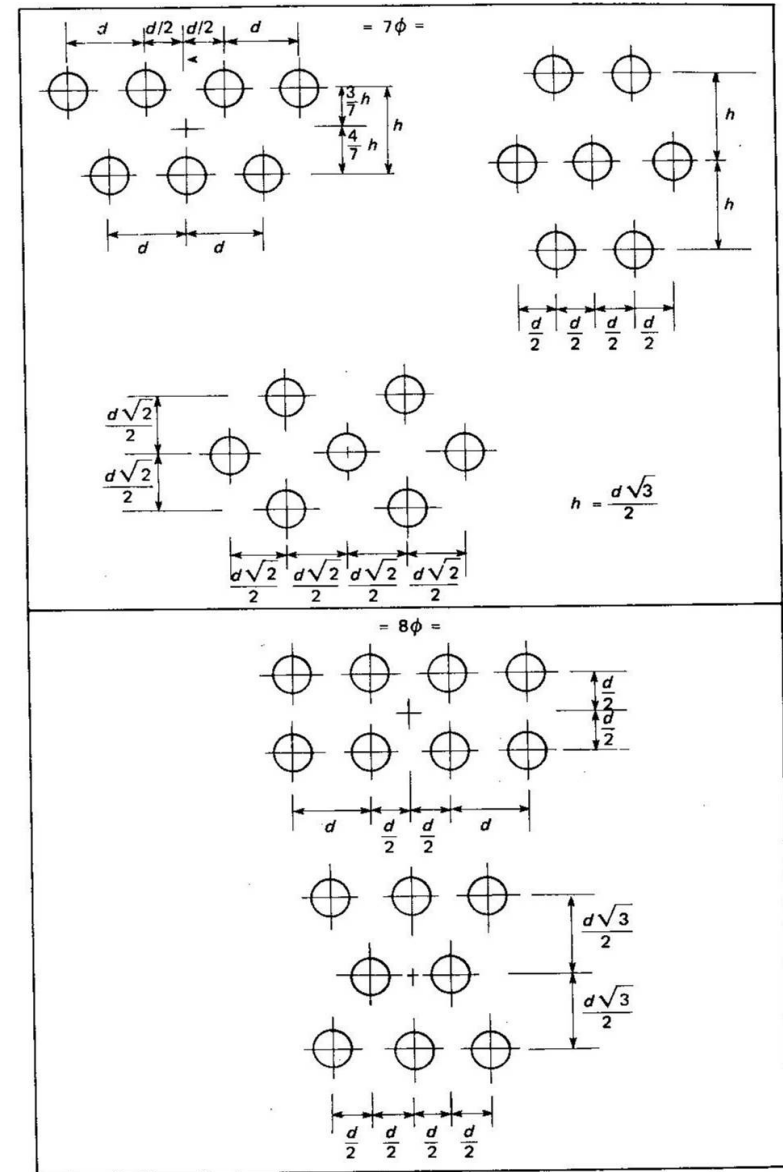 = 7ϕ =
d d/2 d/2 d
3/7 h
h
4/7 h
d d
h
h
d/2 d/2 d/2 d/2
d√2/2
d√2/2
h = d√3/2
d√2/2 d√2/2 d√2/2 d√2/2
= 8ϕ =
d/2
d/2
d d/2 d/2 d
d√3/2
d√3/2
d/2 d/2 d/2 d/2